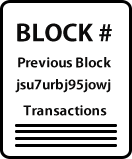 BLOCK #
Previous Block
jsu7urbj95jowj
Transactions